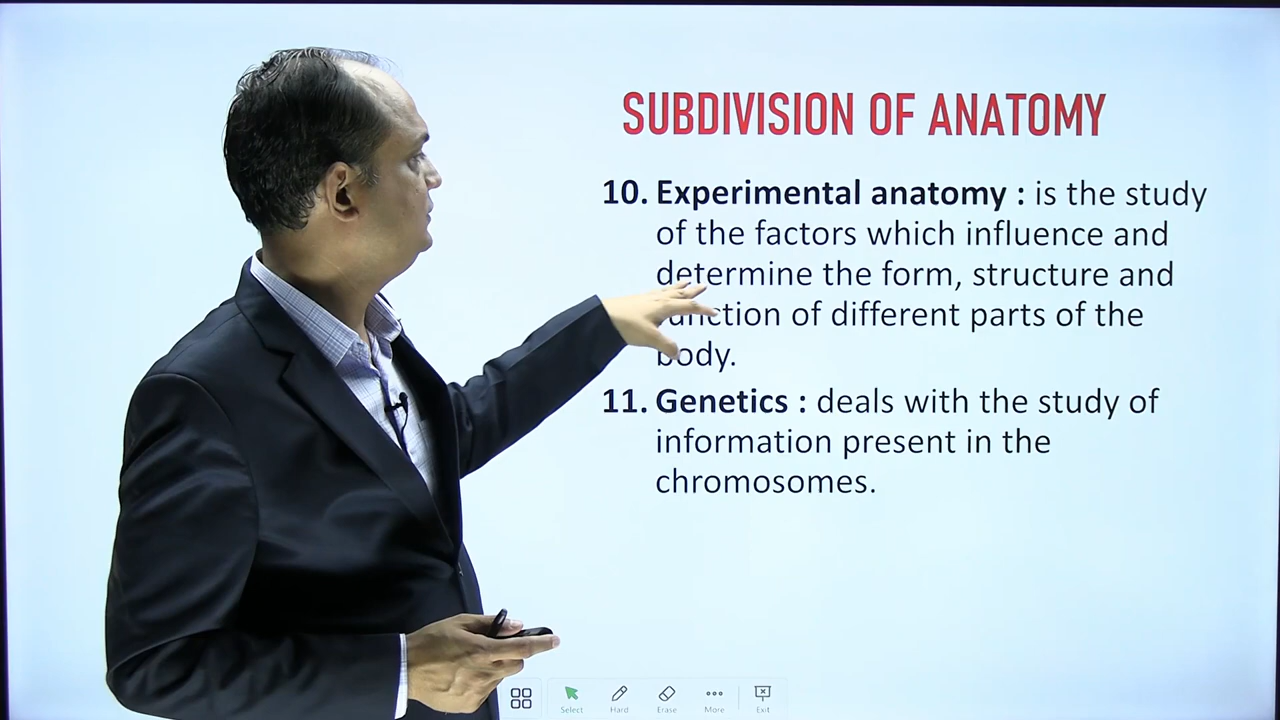 SUBDIVISION OF ANATOMY
10. Experimental anatomy : is the study
of the factors which influence and
determine the form, structure and
function of different parts of the
body.
11. Genetics : deals with the study of
information present in the
chromosomes.
Select
Hard
Erase
More
Exit